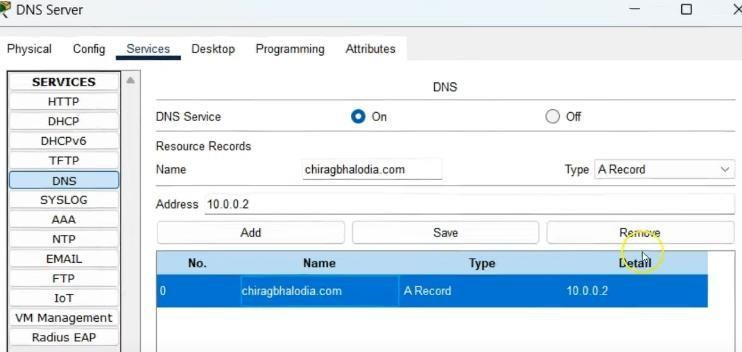 DNS Server
Physical Config Services Desktop Programming Attributes
SERVICES
HTTP
DHCP
DHCPv6
TFTP
DNS
SYSLOG
AAA
NTP
EMAIL
FTP
IoT
VM Management
Radius EAP
DNS
DNS Service On Off
Resource Records
Name chiragbhalodia.com Type A Record
Address 10.0.0.2
Add Save Remove
No. Name Type Detail
0 chiragbhalodia.com A Record 10.0.0.2